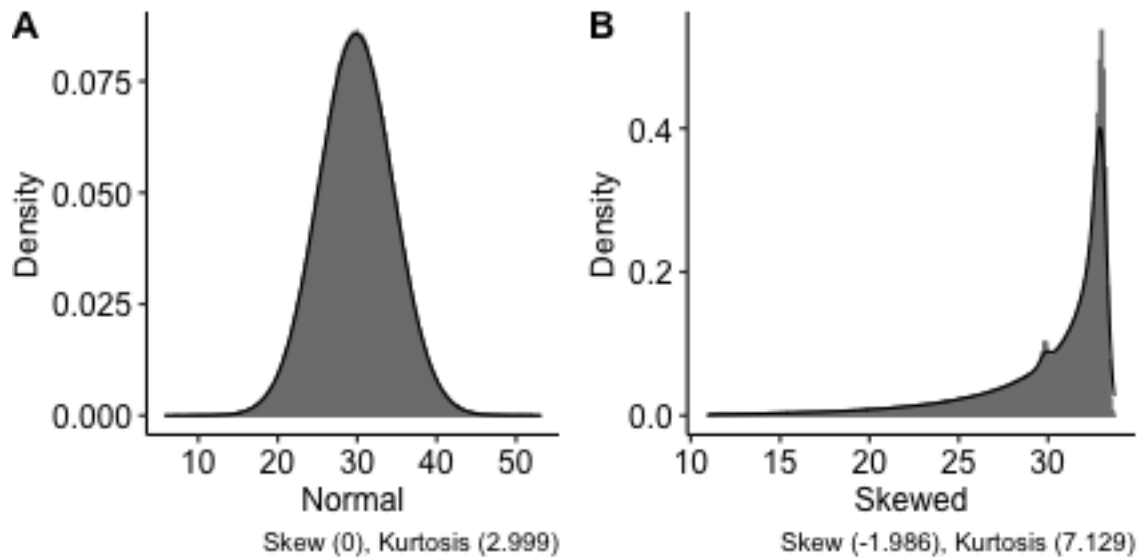 A
0.075
0.050
0.025
0.000
Density
10 20 30 40 50
Normal
Skew (0), Kurtosis (2.999)
B
0.4
0.2
0.0
Density
10 15 20 25 30
Skewed
Skew (-1.986), Kurtosis (7.129)